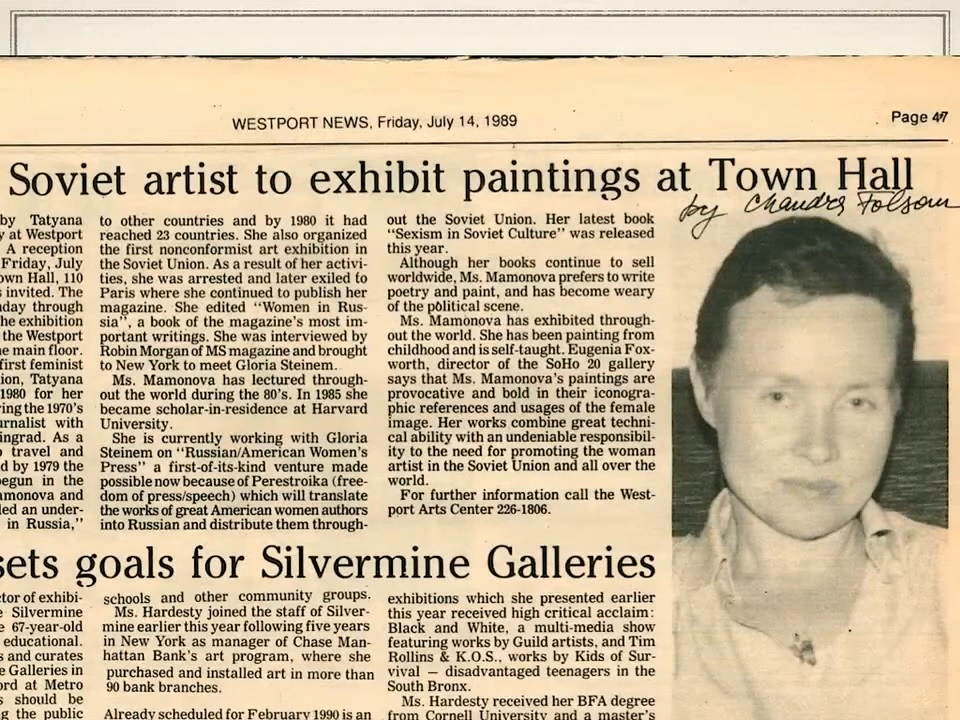 WESTPORT NEWS, Friday, July 14, 1989
Page 47
Soviet artist to exhibit paintings at Town Hall
by Chandra Folsom
by Tatyana
y at Westport
A reception
Friday, July
own Hall, 110
s invited. The
day through
he exhibition
the Westport
e main floor.
first feminist
ion, Tatyana
1980 for her
ring the 1970's
urnalist with
ingrad. As a
o travel and
d by 1979 the
egun in the
amonova and
led an under-
in Russia,"
to other countries and by 1980 it had
reached 23 countries. She also organized
the first nonconformist art exhibition in
the Soviet Union. As a result of her activi-
ties, she was arrested and later exiled to
Paris where she continued to publish her
magazine. She edited "Women in Rus-
sia", a book of the magazine's most im-
portant writings. She was interviewed by
Robin Morgan of MS magazine and brought
to New York to meet Gloria Steinem.
Ms. Mamonova has lectured through-
out the world during the 80's. In 1985 she
became scholar-in-residence at Harvard
University.
She is currently working with Gloria
Steinem on "Russian/American Women's
Press" a first-of-its-kind venture made
possible now because of Perestroika (free-
dom of press/speech) which will translate
the works of great American women authors
into Russian and distribute them through-
out the Soviet Union. Her latest book
"Sexism in Soviet Culture" was released
this year.
Although her books continue to sell
worldwide, Ms. Mamonova prefers to write
poetry and paint, and has become weary
of the political scene.
Ms. Mamonova has exhibited through-
out the world. She has been painting from
childhood and is self-taught. Eugenia Fox-
worth, director of the SoHo 20 gallery
says that Ms. Mamonova's paintings are
provocative and bold in their iconogra-
phic references and usages of the female
image. Her works combine great techni-
cal ability with an undeniable responsibil-
ity to the need for promoting the woman
artist in the Soviet Union and all over the
world.
For further information call the West-
port Arts Center 226-1806.
sets goals for Silvermine Galleries
ctor of exhibi-
e Silvermine
e 67-year-old
educational.
s and curates
e Galleries in
ord at Metro
s should be
g the public
schools and other community groups.
Ms. Hardesty joined the staff of Silver-
mine earlier this year following five years
in New York as manager of Chase Man-
hattan Bank's art program, where she
purchased and installed art in more than
90 bank branches.
Already scheduled for February 1990 is an
exhibitions which she presented earlier
this year received high critical acclaim:
Black and White, a multi-media show
featuring works by Guild artists, and Tim
Rollins & K.O.S., works by Kids of Sur-
vival — disadvantaged teenagers in the
South Bronx.
Ms. Hardesty received her BFA degree
from Cornell University and a master's